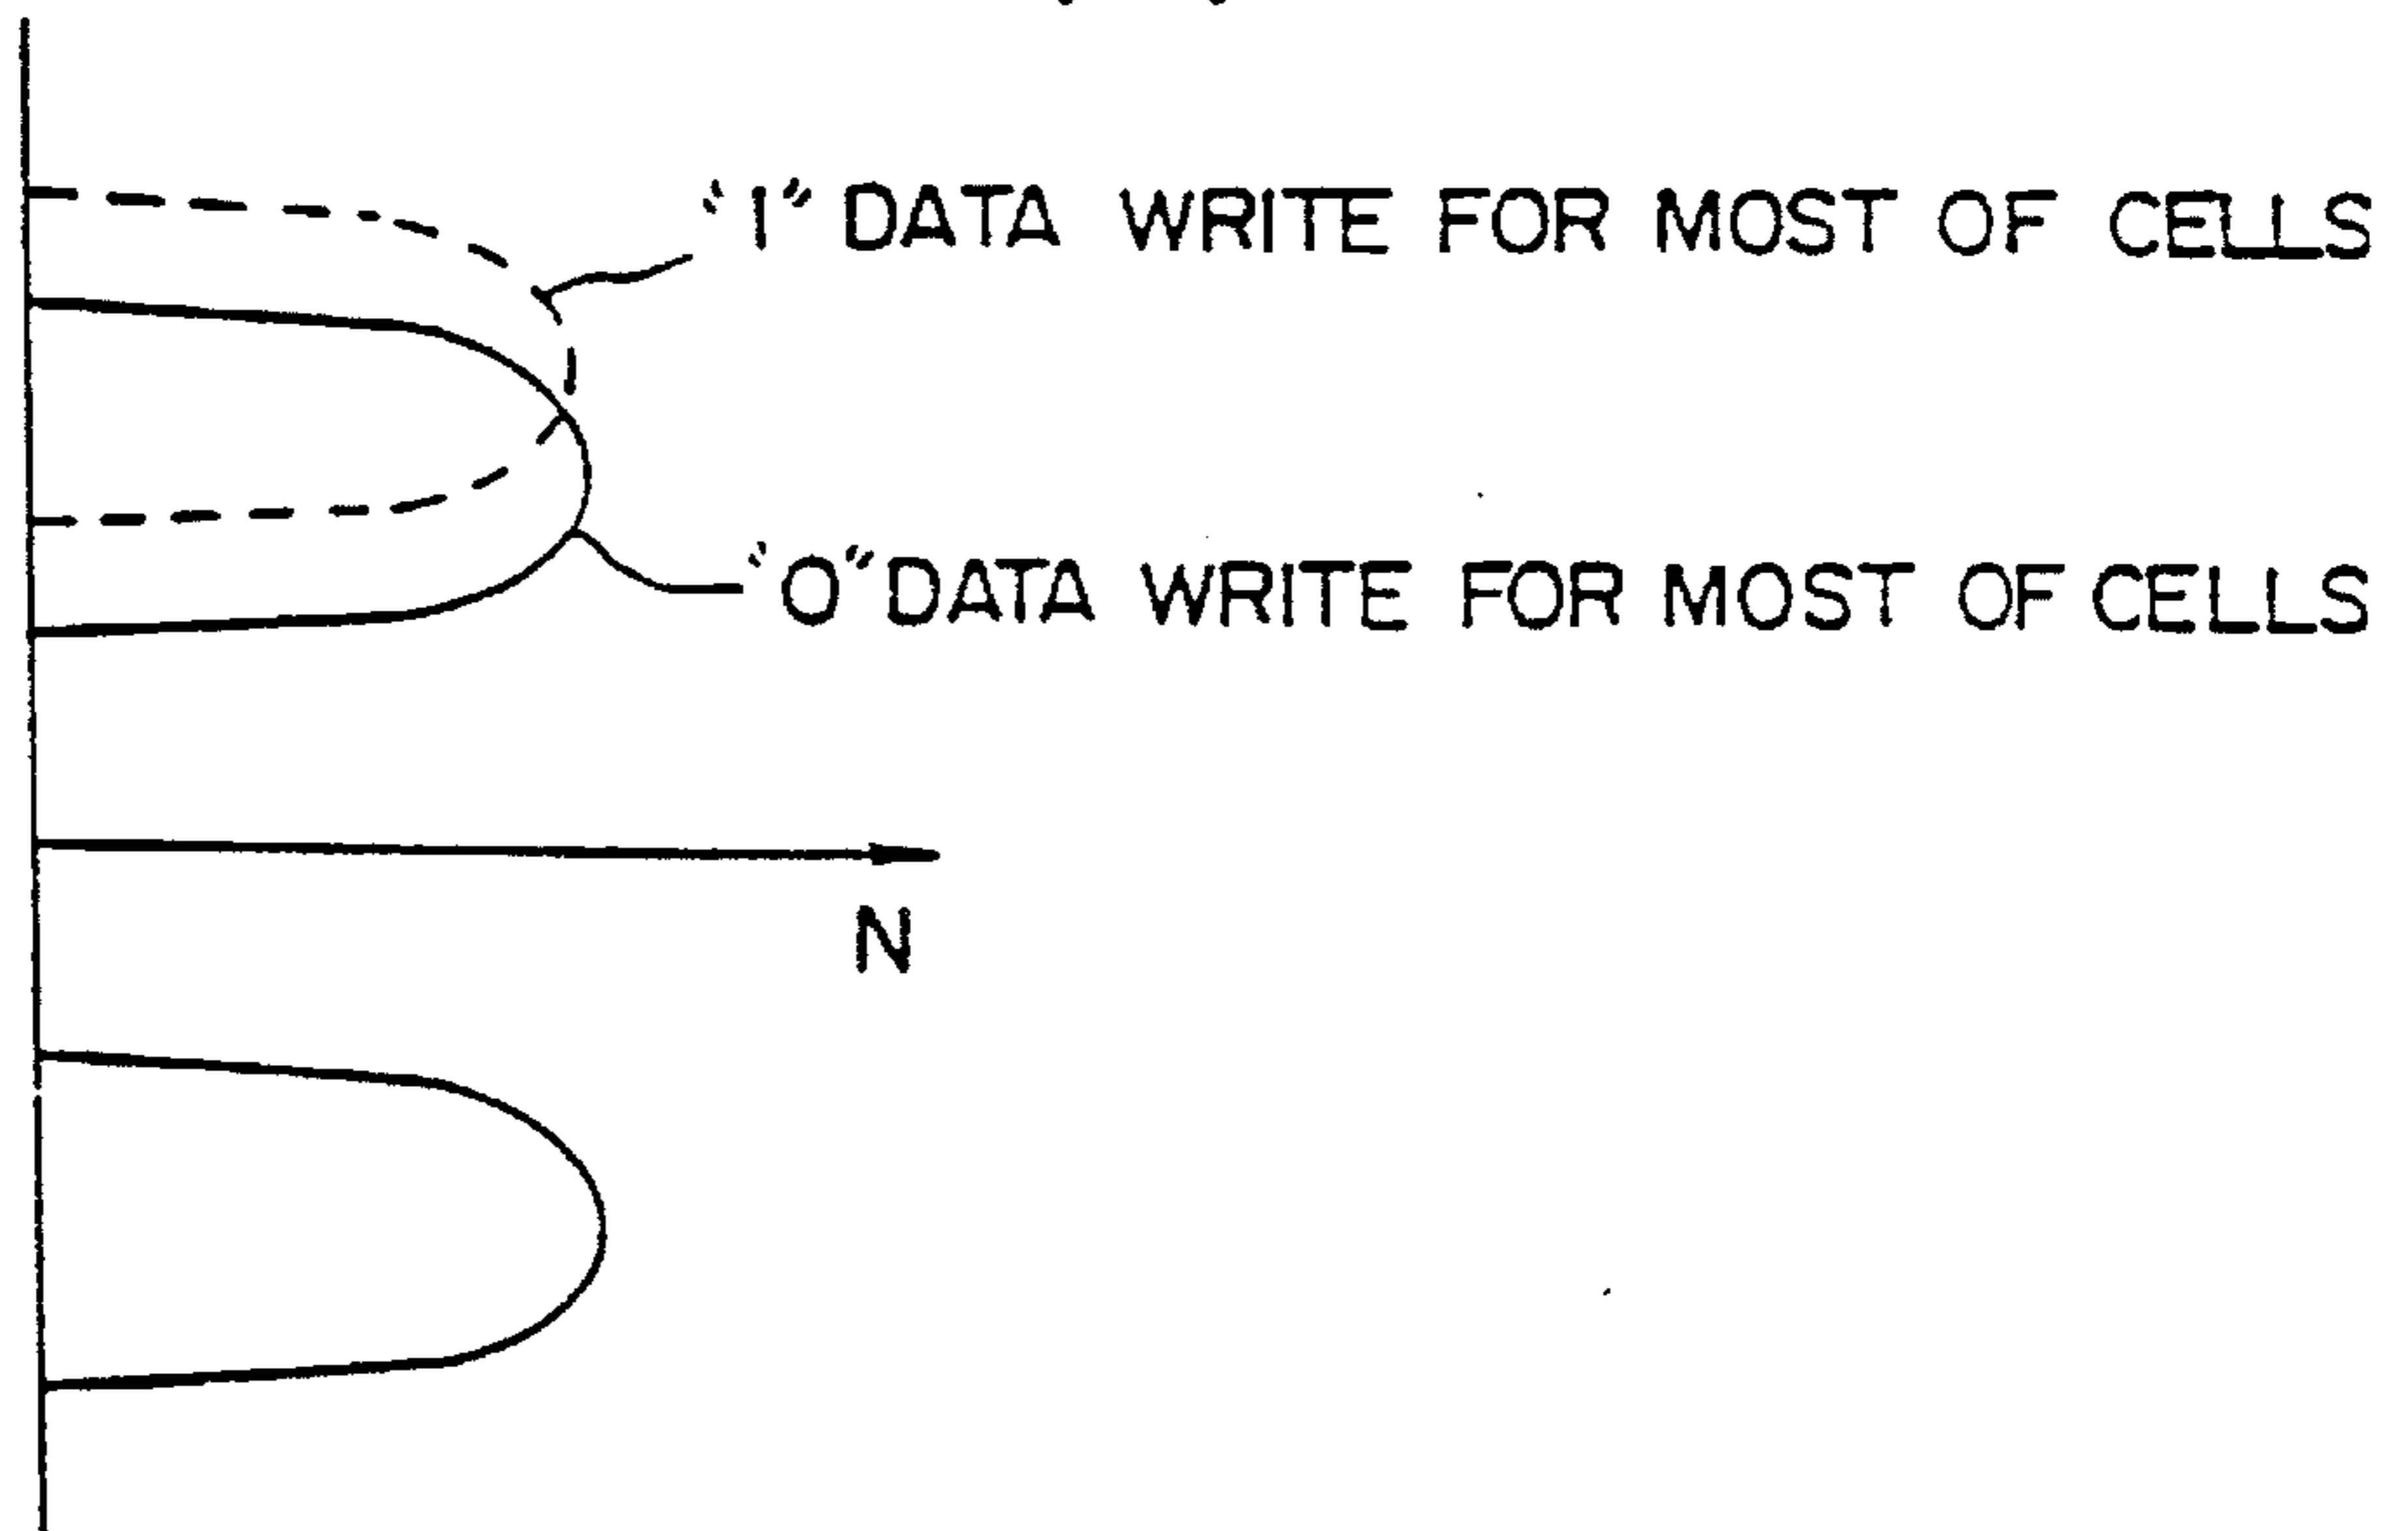 "1" DATA WRITE FOR MOST OF CELLS
"0" DATA WRITE FOR MOST OF CELLS
N